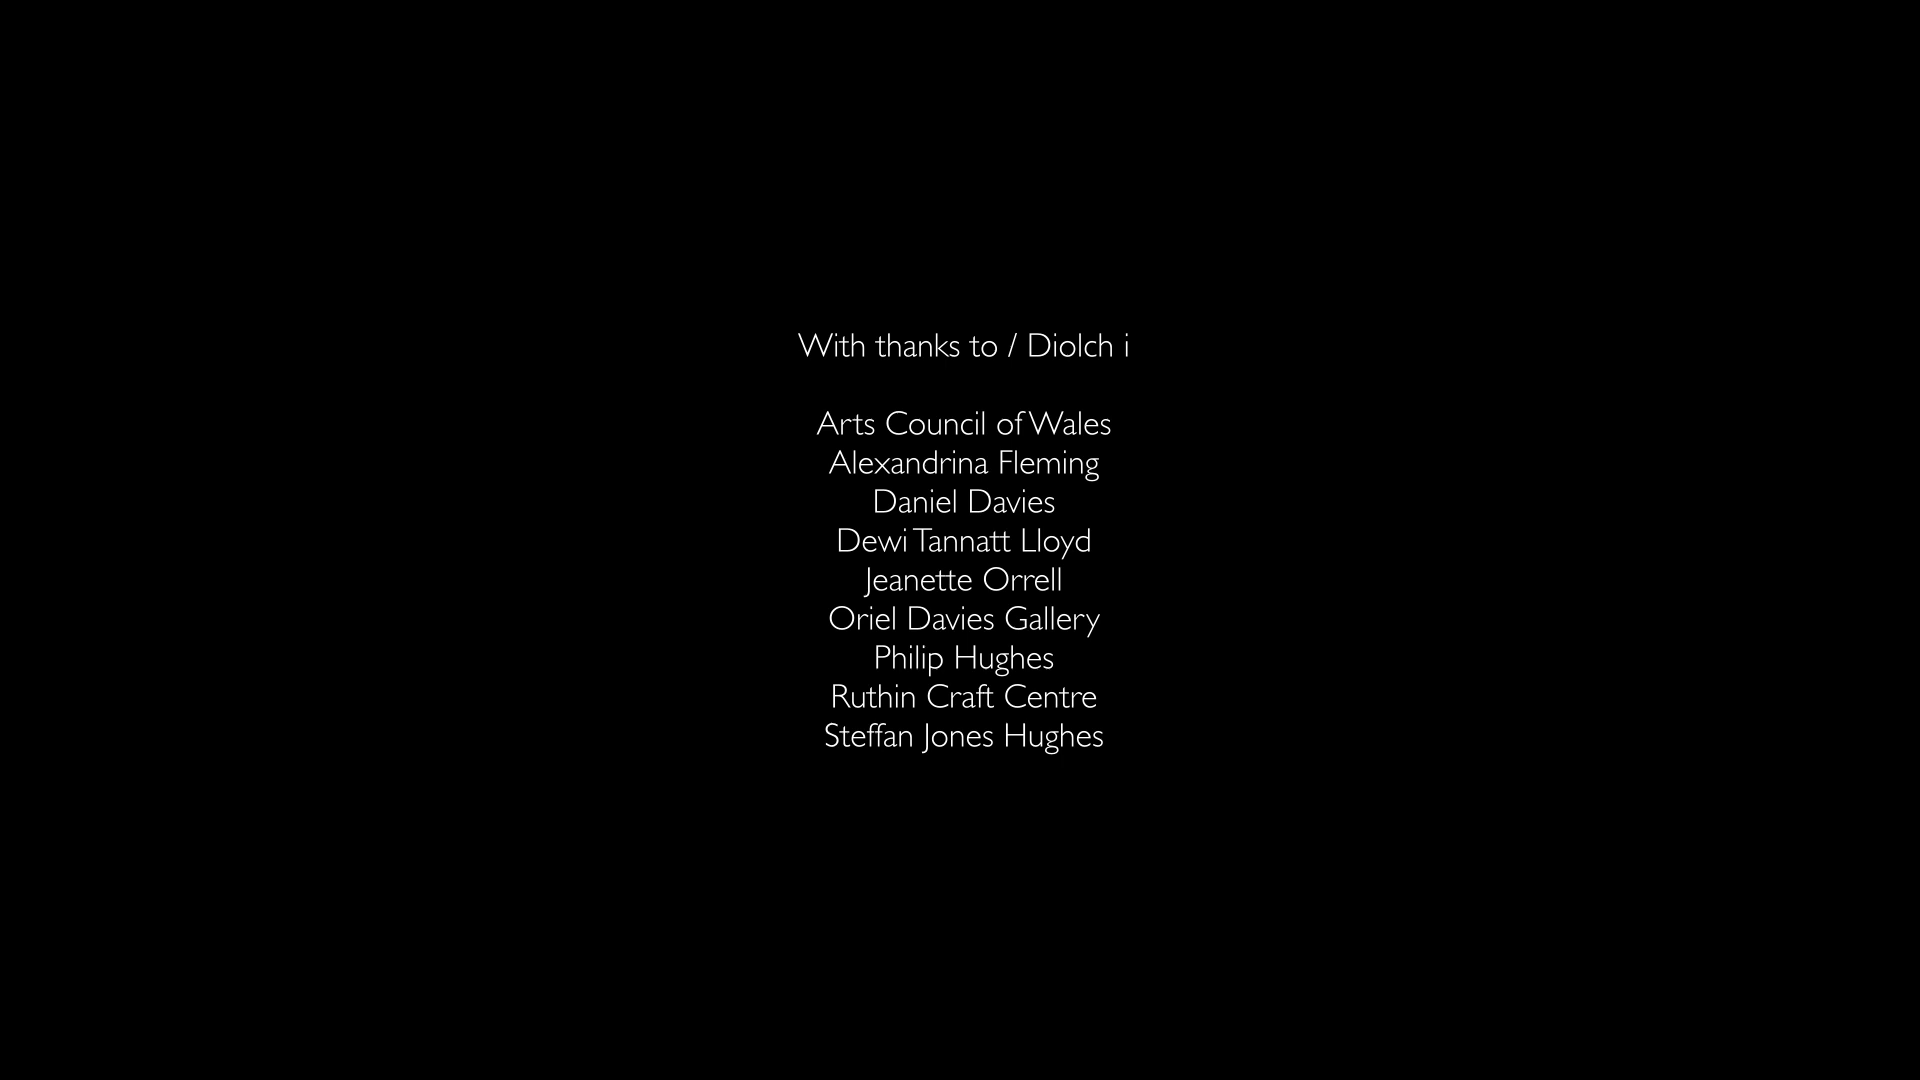 With thanks to / Diolch i
Arts Council of Wales
Alexandrina Fleming
Daniel Davies
Dewi Tannatt Lloyd
Jeanette Orrell
Oriel Davies Gallery
Philip Hughes
Ruthin Craft Centre
Steffan Jones Hughes